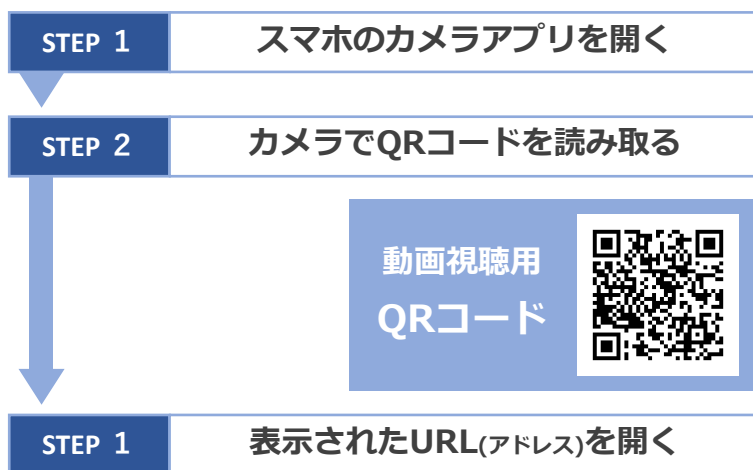 STEP 1 スマホのカメラアプリを開く
STEP 2 カメラでQRコードを読み取る
動画視聴用
QRコード
STEP 1 表示されたURL(アドレス)を開く